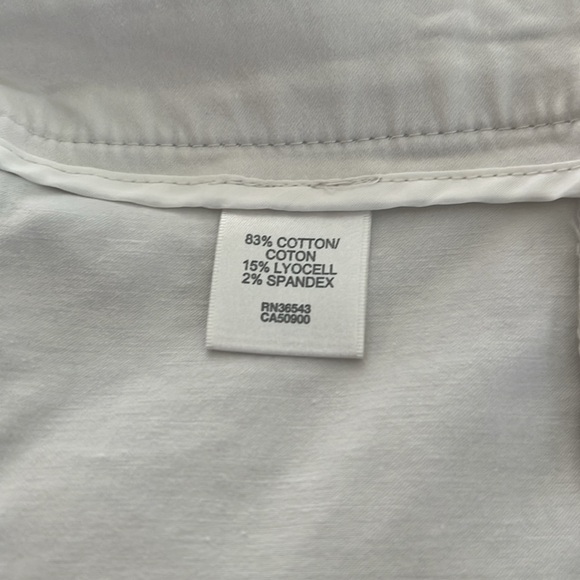 83% COTTON/
COTON
15% LYOCELL
2% SPANDEX
RN36543
CA50900